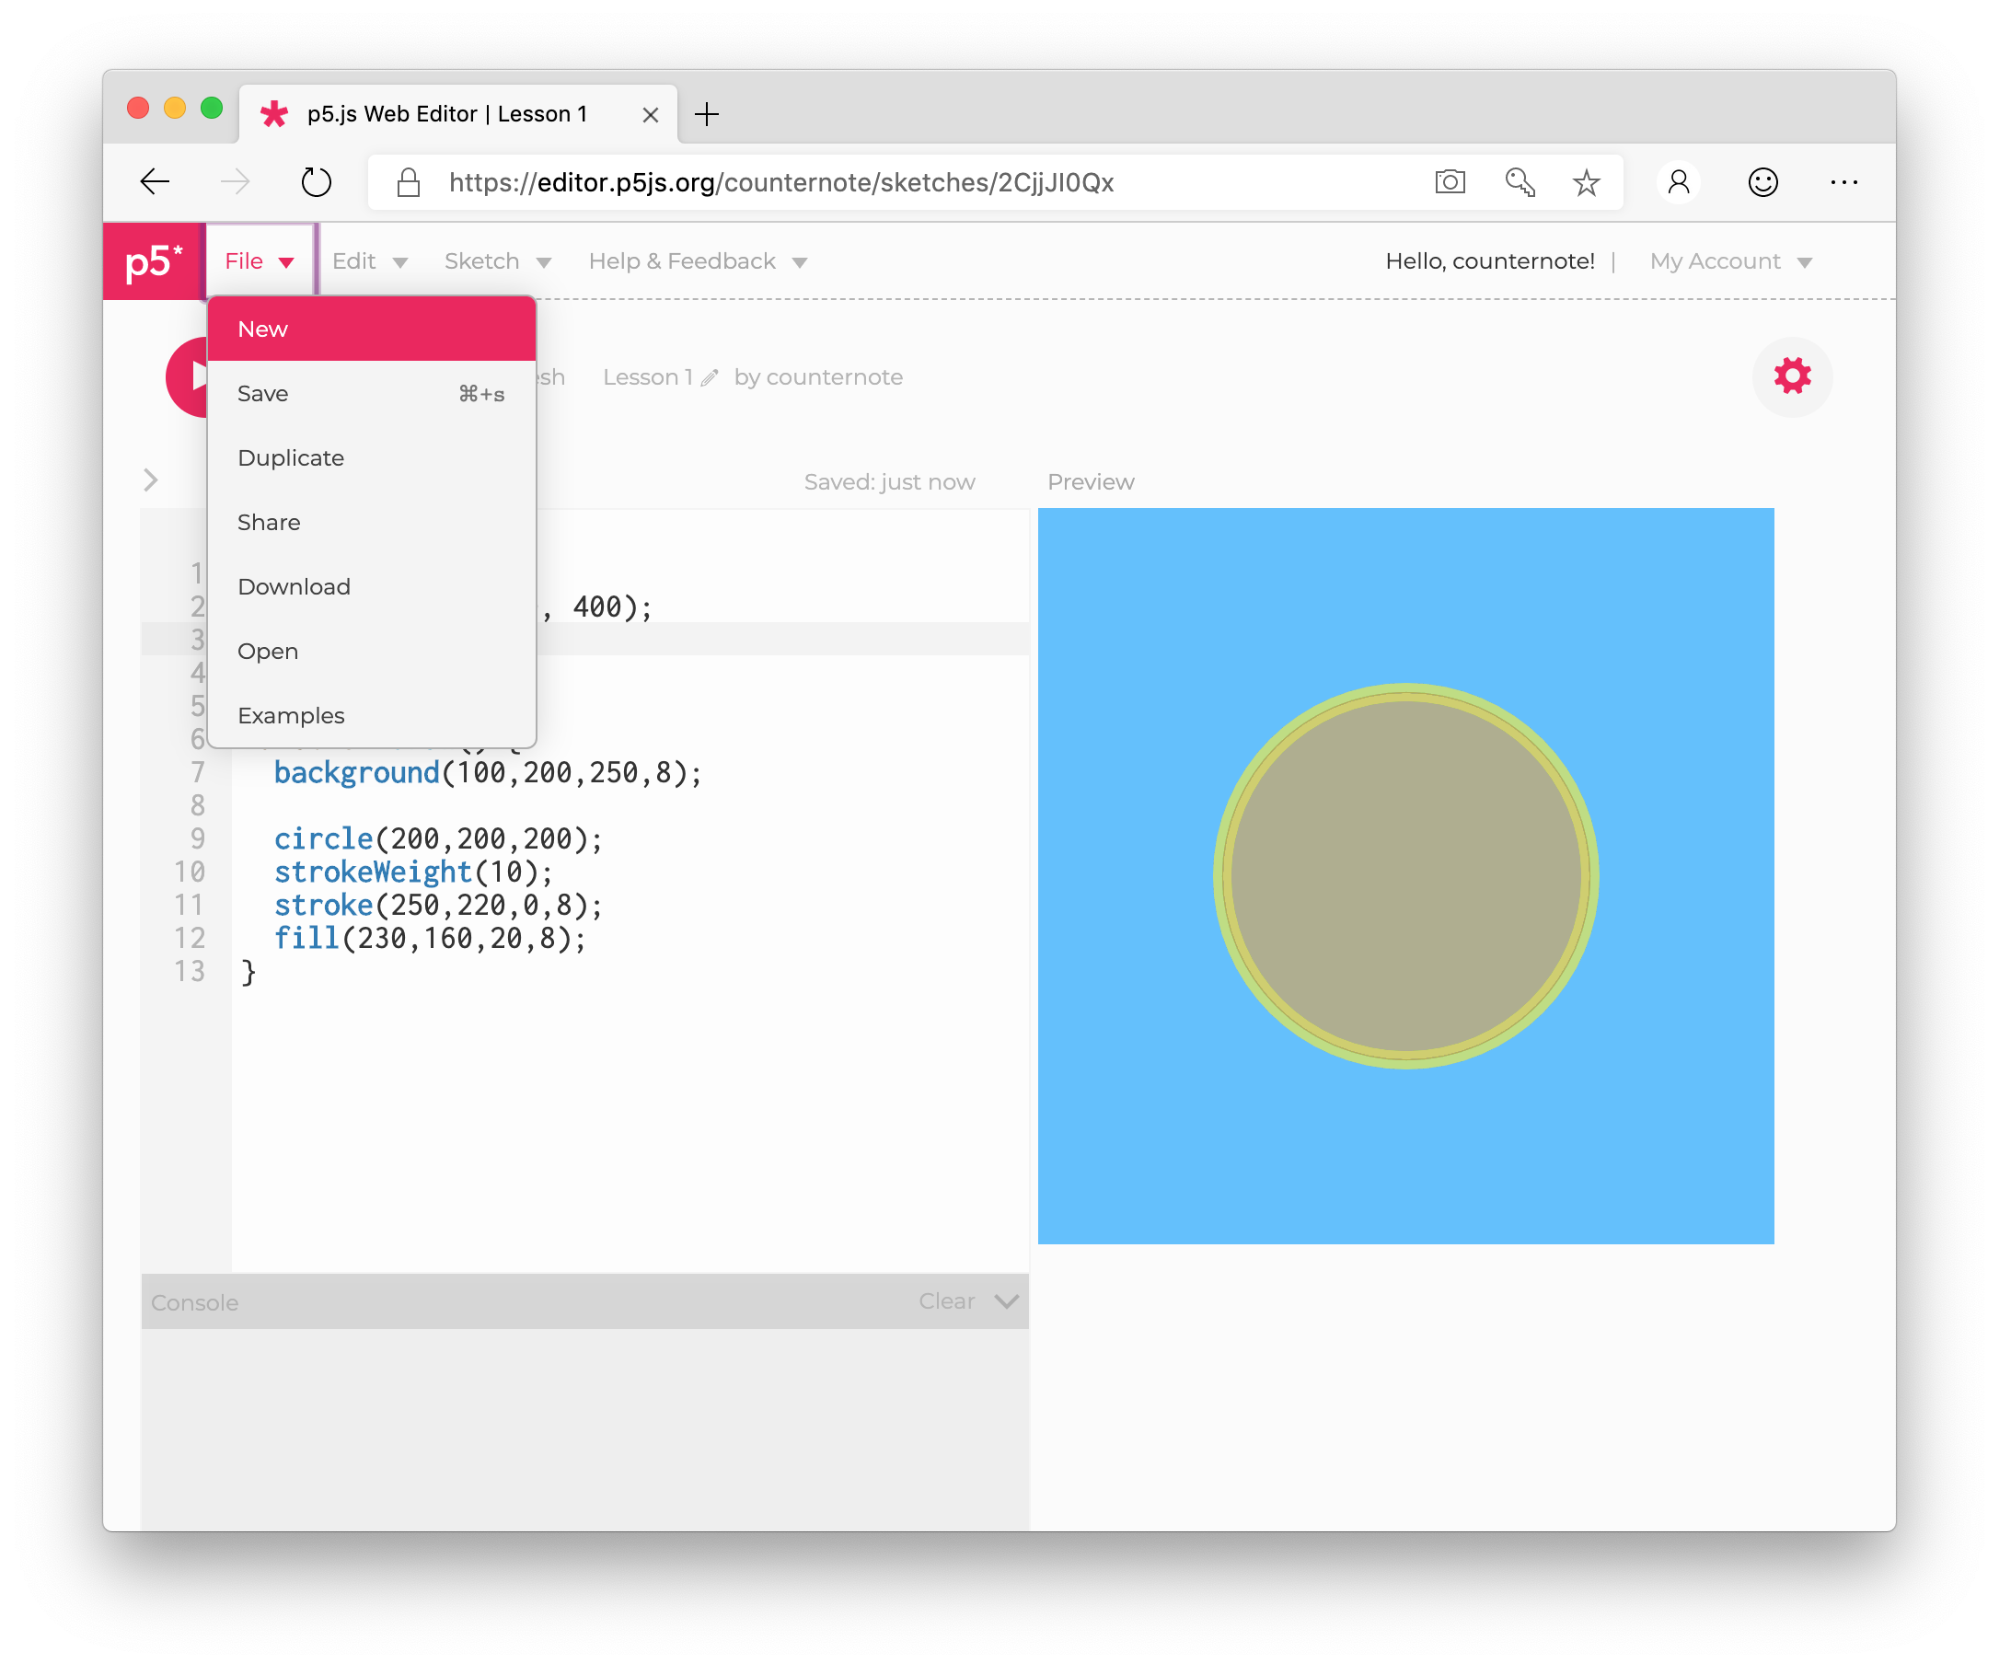 p5.js Web Editor | Lesson 1
https://editor.p5js.org/counternote/sketches/2CjjJI0Qx
p5* File Edit Sketch Help & Feedback Hello, counternote! | My Account
New
Save ⌘+s
Duplicate
Share
Download
Open
Examples
Lesson 1 by counternote
Saved: just now Preview
1
2 , 400);
3
4
5
6 () {
7 background(100,200,250,8);
8
9 circle(200,200,200);
10 strokeWeight(10);
11 stroke(250,220,0,8);
12 fill(230,160,20,8);
13 }
Console Clear